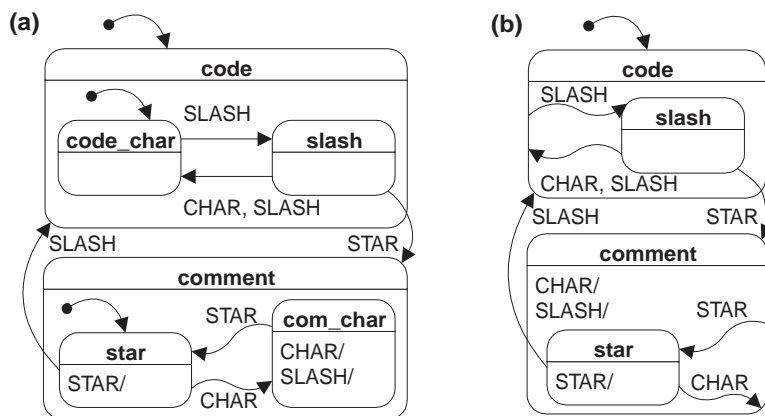 (a)
code
SLASH
code_char
slash
CHAR, SLASH
SLASH
STAR
comment
STAR
com_char
star
CHAR/
STAR/
SLASH/
CHAR
(b)
code
SLASH
slash
CHAR, SLASH
SLASH
STAR
comment
CHAR/
SLASH/
STAR
star
STAR/
CHAR